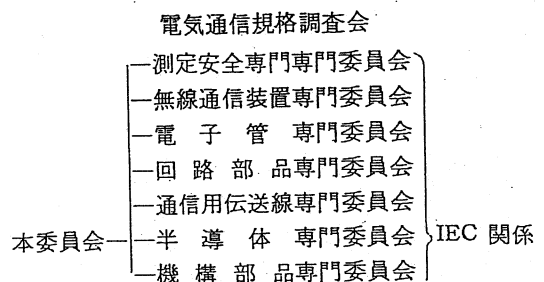 電気通信規格調査会
測定安全専門専門委員会
無線通信装置専門委員会
電子管専門委員会
回路部品専門委員会
通信用伝送線専門委員会
本委員会 半導体専門委員会 IEC 関係
機構部品専門委員会